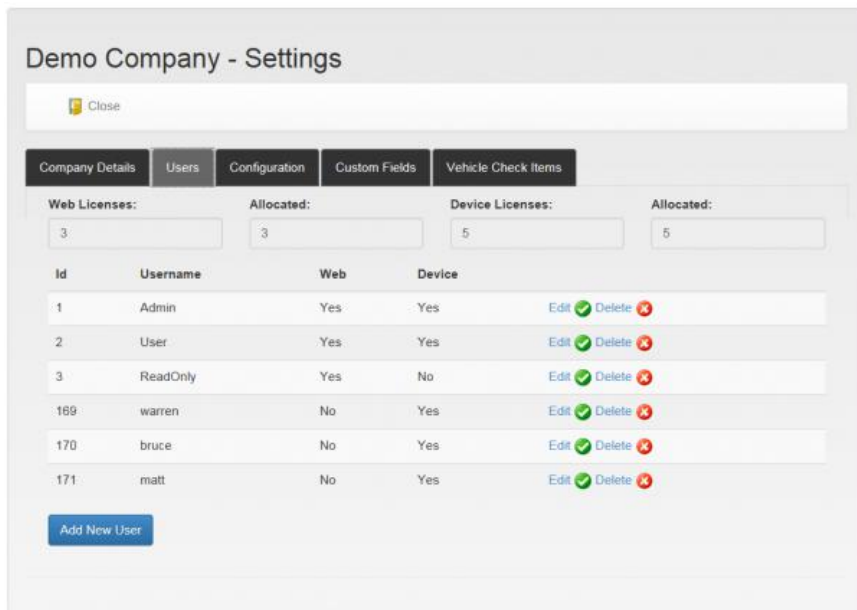 Demo Company - Settings
Close
Company Details Users Configuration Custom Fields Vehicle Check Items
Web Licenses: Allocated: Device Licenses: Allocated:
3 3 5 5
Id Username Web Device
1 Admin Yes Yes Edit Delete
2 User Yes Yes Edit Delete
3 ReadOnly Yes No Edit Delete
169 warren No Yes Edit Delete
170 bruce No Yes Edit Delete
171 matt No Yes Edit Delete
Add New User